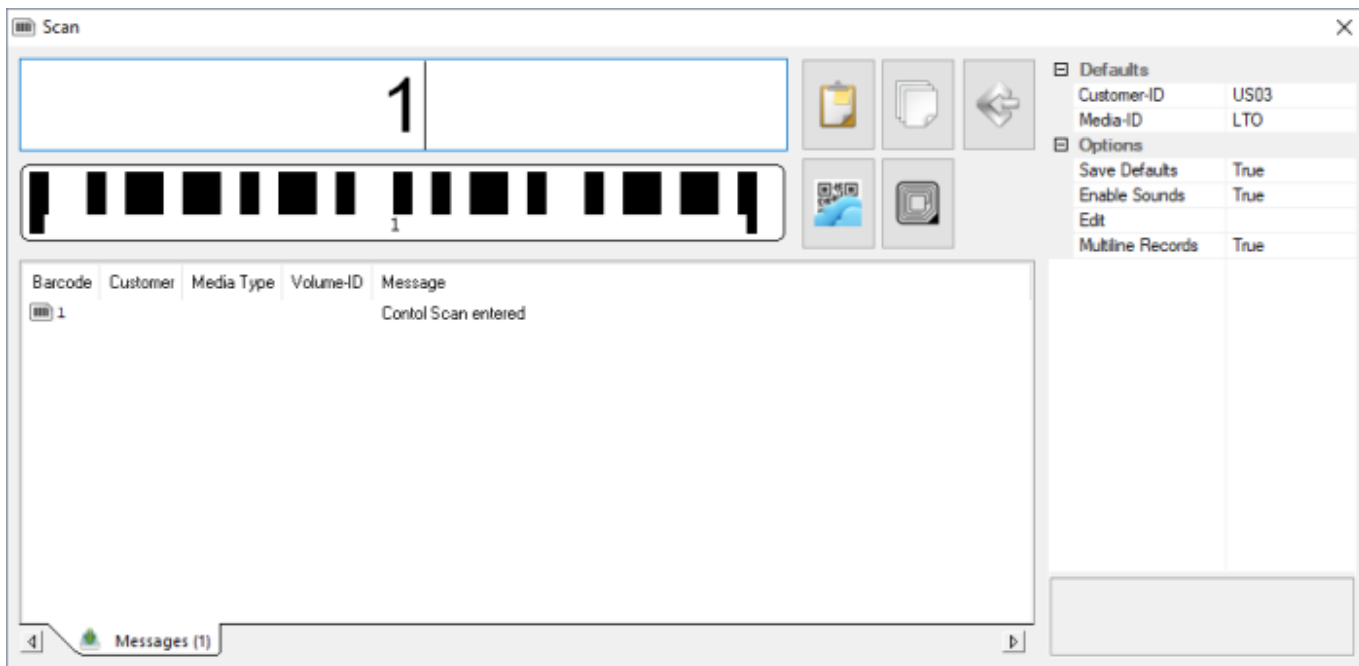 Scan
1
1
Defaults
Customer-ID US03
Media-ID LTO
Options
Save Defaults True
Enable Sounds True
Edit
Multiline Records True
Barcode Customer Media Type Volume-ID Message
1 Contol Scan entered
Messages (1)